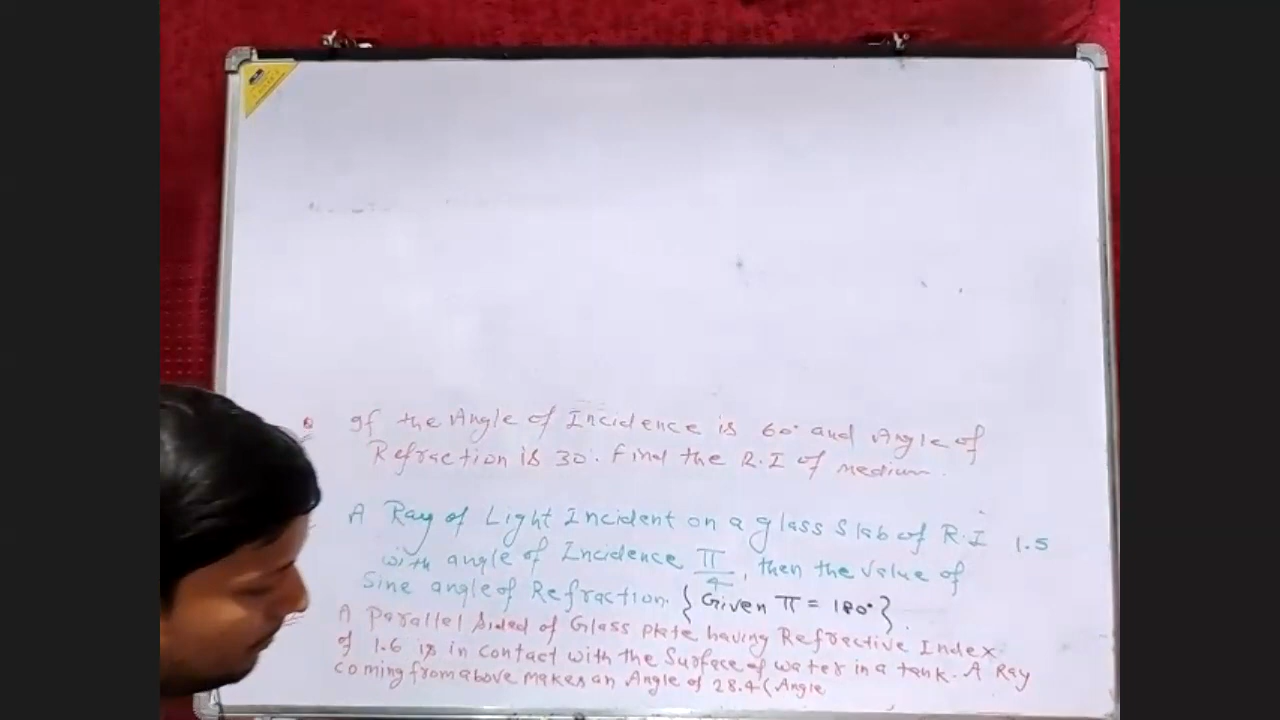 Q If the Angle of Incidence is 60° and Angle of
Refraction is 30°. Find the R.I of medium.
A Ray of Light Incident on a glass slab of R.I 1.5
with angle of Incidence π/4, then the value of
Sine angle of Refraction. {Given π = 180°}.
A Parallel Sided of Glass plate having Refrective Index
of 1.6 is in contact with the Surface of water in a tank. A Ray
coming from above makes an Angle of 28.4 (Angle